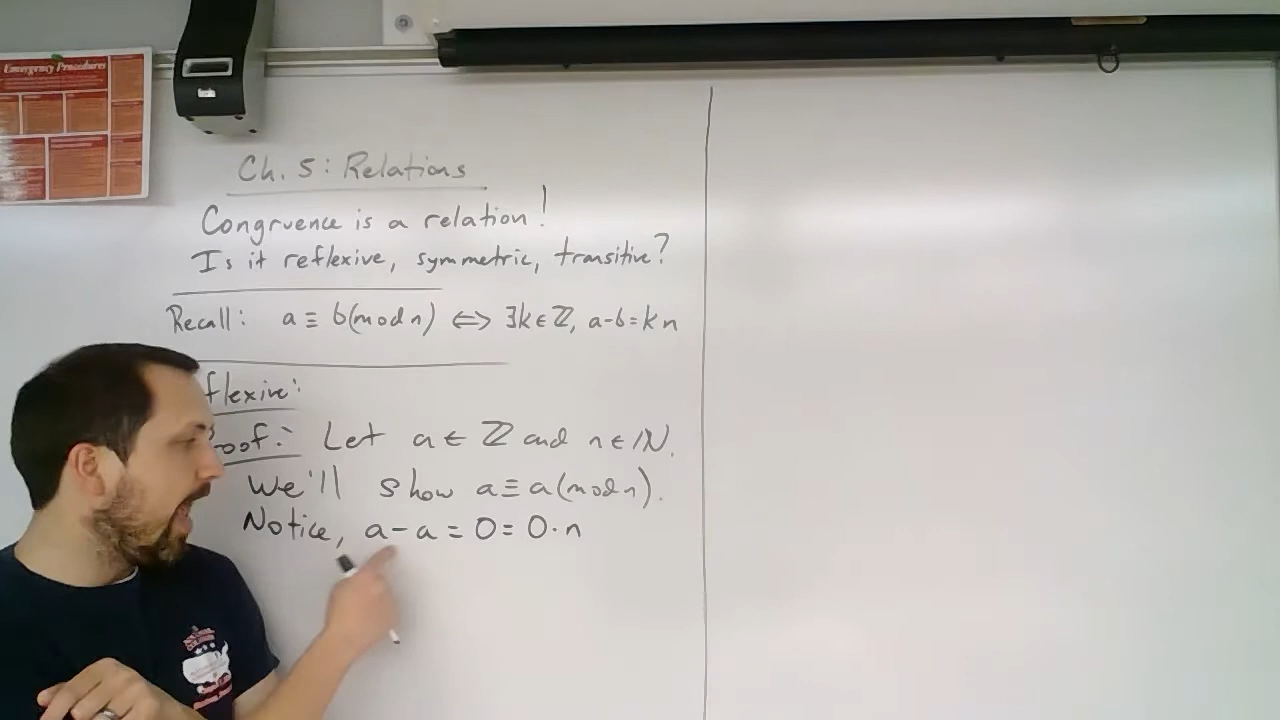 Emergency Procedures
Ch. 5: Relations
Congruence is a relation!
Is it reflexive, symmetric, transitive?
Recall: a ≡ b(mod n) ⟺ ∃k∈ℤ, a-b=kn
flexive:
oof: Let a ∈ ℤ and n∈ℕ.
We'll show a≡a(mod n).
Notice, a-a = 0 = 0·n